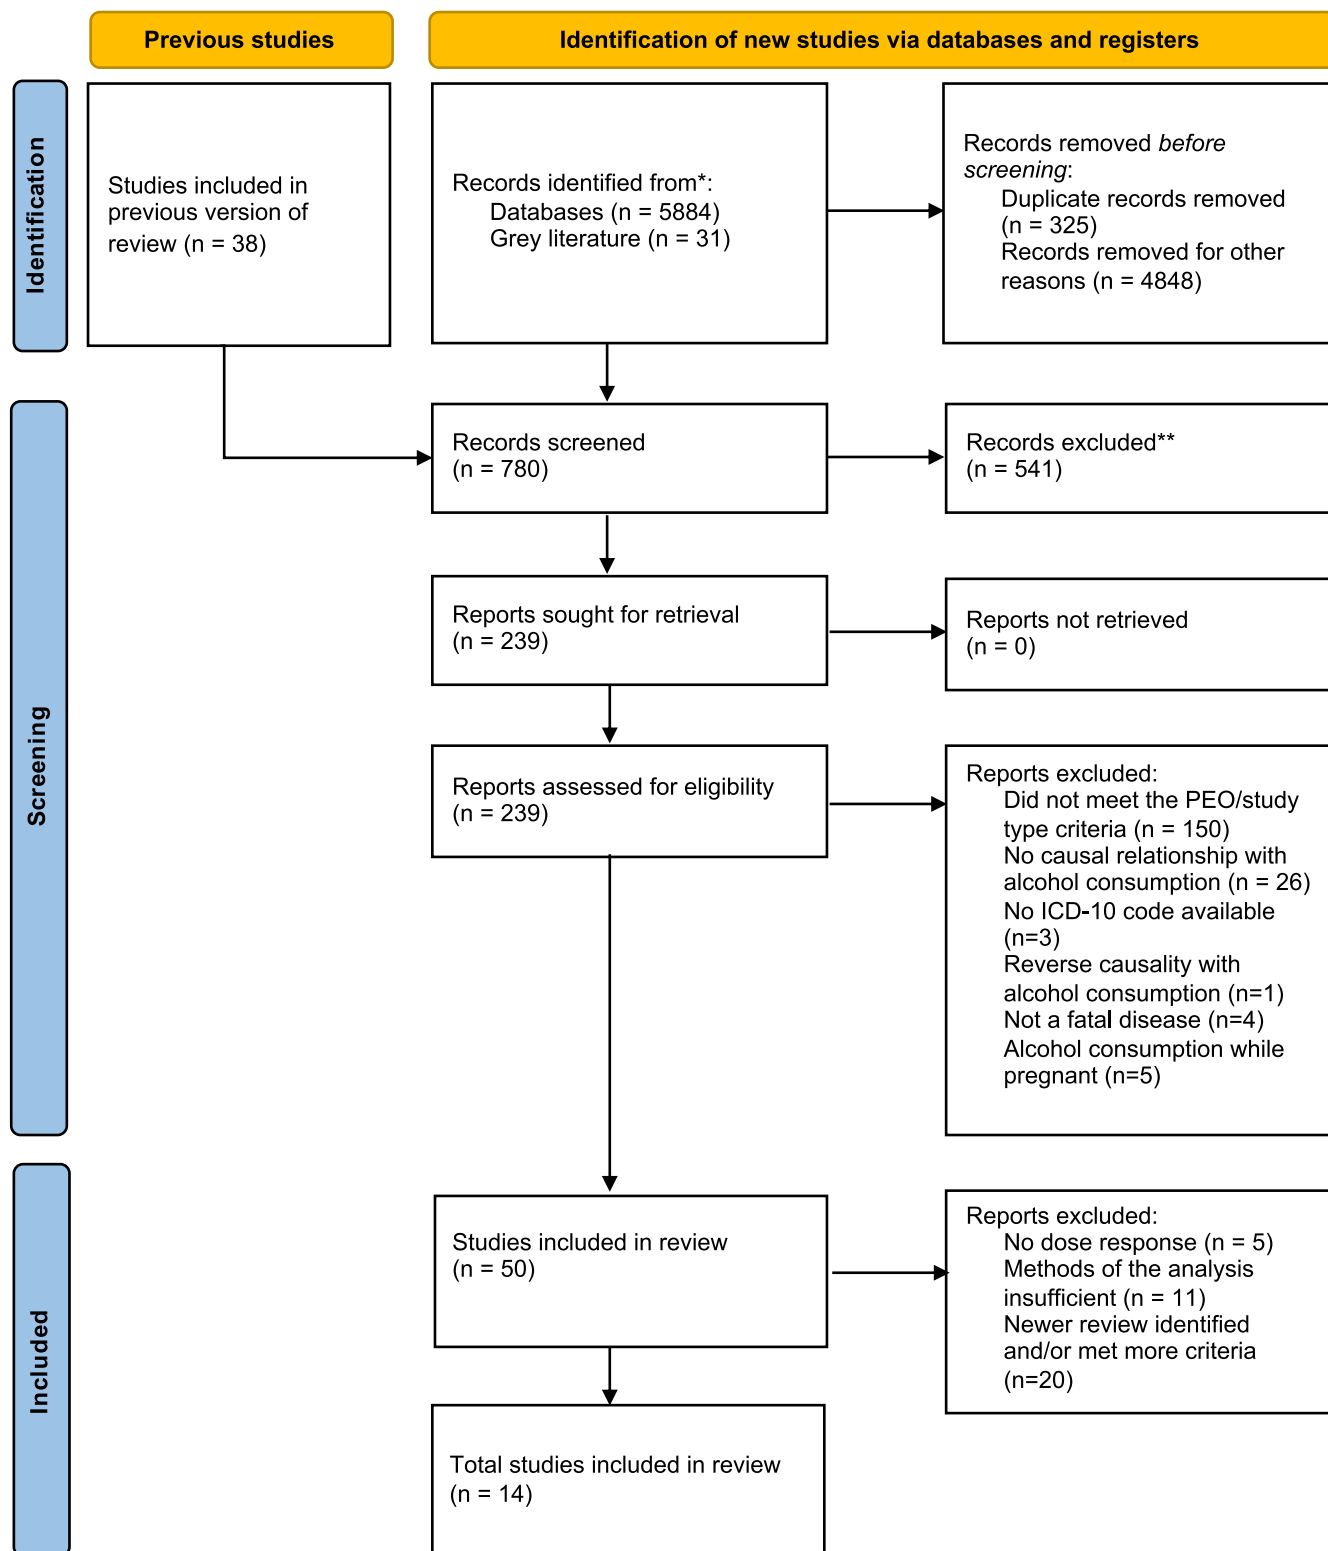 Previous studies
Identification of new studies via databases and registers
Identification
Studies included in
previous version of
review (n = 38)
Records identified from*:
Databases (n = 5884)
Grey literature (n = 31)
Records removed before
screening:
Duplicate records removed
(n = 325)
Records removed for other
reasons (n = 4848)
Screening
Records screened
(n = 780)
Records excluded**
(n = 541)
Reports sought for retrieval
(n = 239)
Reports not retrieved
(n = 0)
Reports assessed for eligibility
(n = 239)
Reports excluded:
Did not meet the PEO/study
type criteria (n = 150)
No causal relationship with
alcohol consumption (n = 26)
No ICD-10 code available
(n=3)
Reverse causality with
alcohol consumption (n=1)
Not a fatal disease (n=4)
Alcohol consumption while
pregnant (n=5)
Included
Studies included in review
(n = 50)
Reports excluded:
No dose response (n = 5)
Methods of the analysis
insufficient (n = 11)
Newer review identified
and/or met more criteria
(n=20)
Total studies included in review
(n = 14)